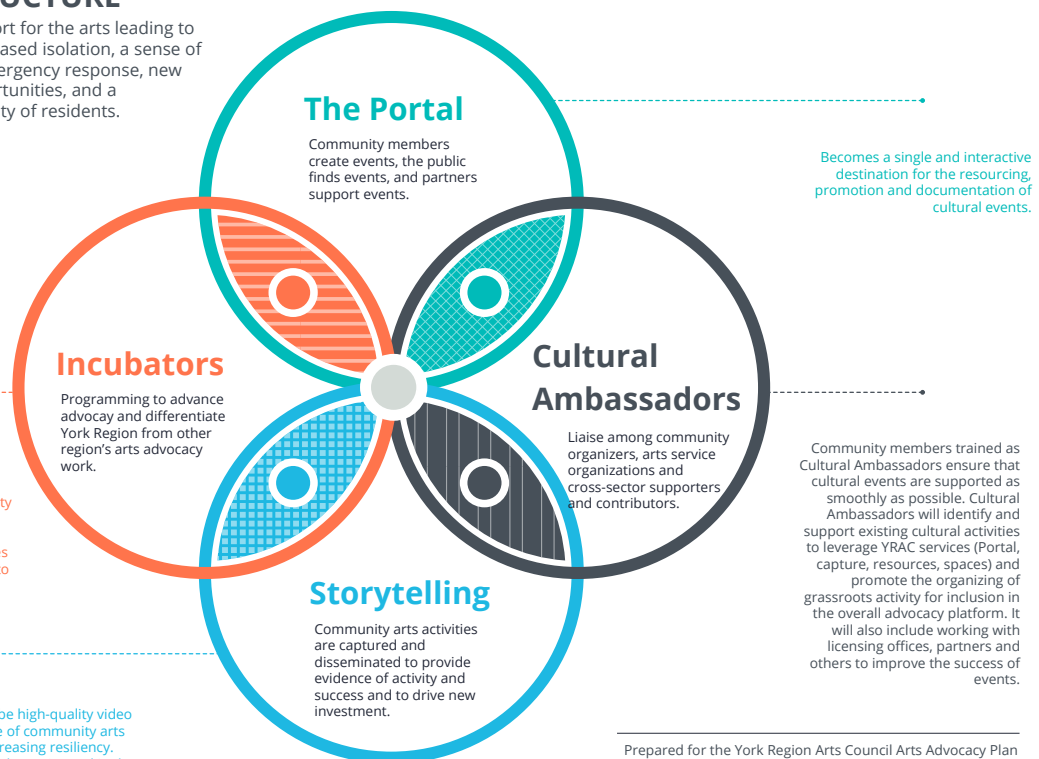 ort for the arts leading to
ased isolation, a sense of
ergency response, new
rtunities, and a
ty of residents.
The Portal
Community members
create events, the public
finds events, and partners
support events.
Becomes a single and interactive
destination for the resourcing,
promotion and documentation of
cultural events.
Incubators
Programming to advance
advocay and differentiate
York Region from other
region's arts advocacy
work.
Cultural
Ambassadors
Liaise among community
organizers, arts service
organizations and
cross-sector supporters
and contributors.
Community members trained as
Cultural Ambassadors ensure that
cultural events are supported as
smoothly as possible. Cultural
Ambassadors will identify and
support existing cultural activities
to leverage YRAC services (Portal,
capture, resources, spaces) and
promote the organizing of
grassroots activity for inclusion in
the overall advocacy platform. It
will also include working with
licensing offices, partners and
others to improve the success of
events.
ty
es
to
Storytelling
Community arts activities
are captured and
disseminated to provide
evidence of activity and
success and to drive new
investment.
be high-quality video
e of community arts
reasing resiliency.
Prepared for the York Region Arts Council Arts Advocacy Plan